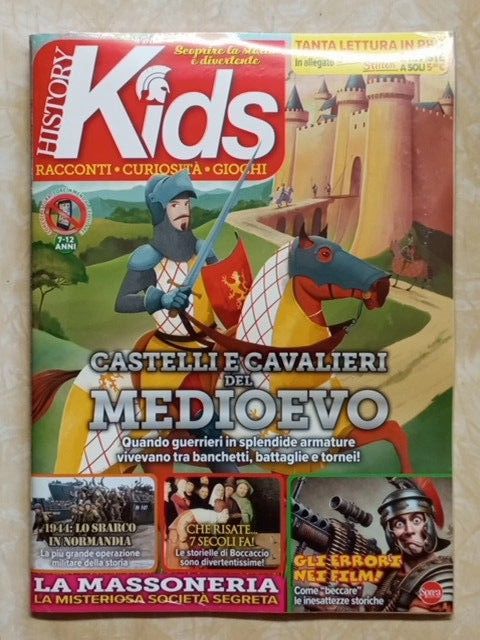 Scoprire la storia
è divertente
HISTORY
Kids
RACCONTI • CURIOSITÀ • GIOCHI
TANTA LETTURA IN
In allegato
A SOLI
7-12
ANNI
CASTELLI E CAVALIERI
DEL
MEDIOEVO
Quando guerrieri in splendide armature
vivevano tra banchetti, battaglie e tornei!
1944: LO SBARCO
IN NORMANDIA
La più grande operazione
militare della storia
CHE RISATE...
7 SECOLI FA!
Le storielle di Boccaccio
sono divertentissime!
GLI ERRORI
NEI FILM!
Come "beccare"
le inesattezze storiche
LA MASSONERIA
LA MISTERIOSA SOCIETÀ SEGRETA
Sprea